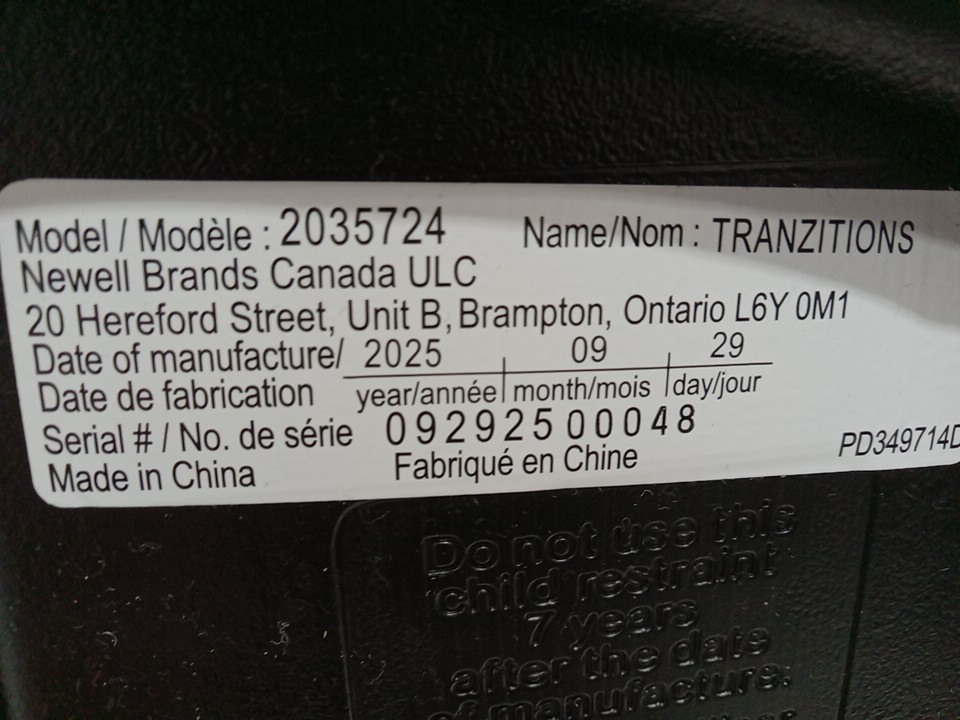 Model / Modèle : 2035724 Name/Nom : TRANZITIONS
Newell Brands Canada ULC
20 Hereford Street, Unit B, Brampton, Ontario L6Y 0M1
Date of manufacture/ 2025 09 29
Date de fabrication year/année month/mois day/jour
Serial # / No. de série 092925 00048
Made in China Fabriqué en Chine PD349714D
Do not use this
child restraint
7 years
after the date
of manufacture.